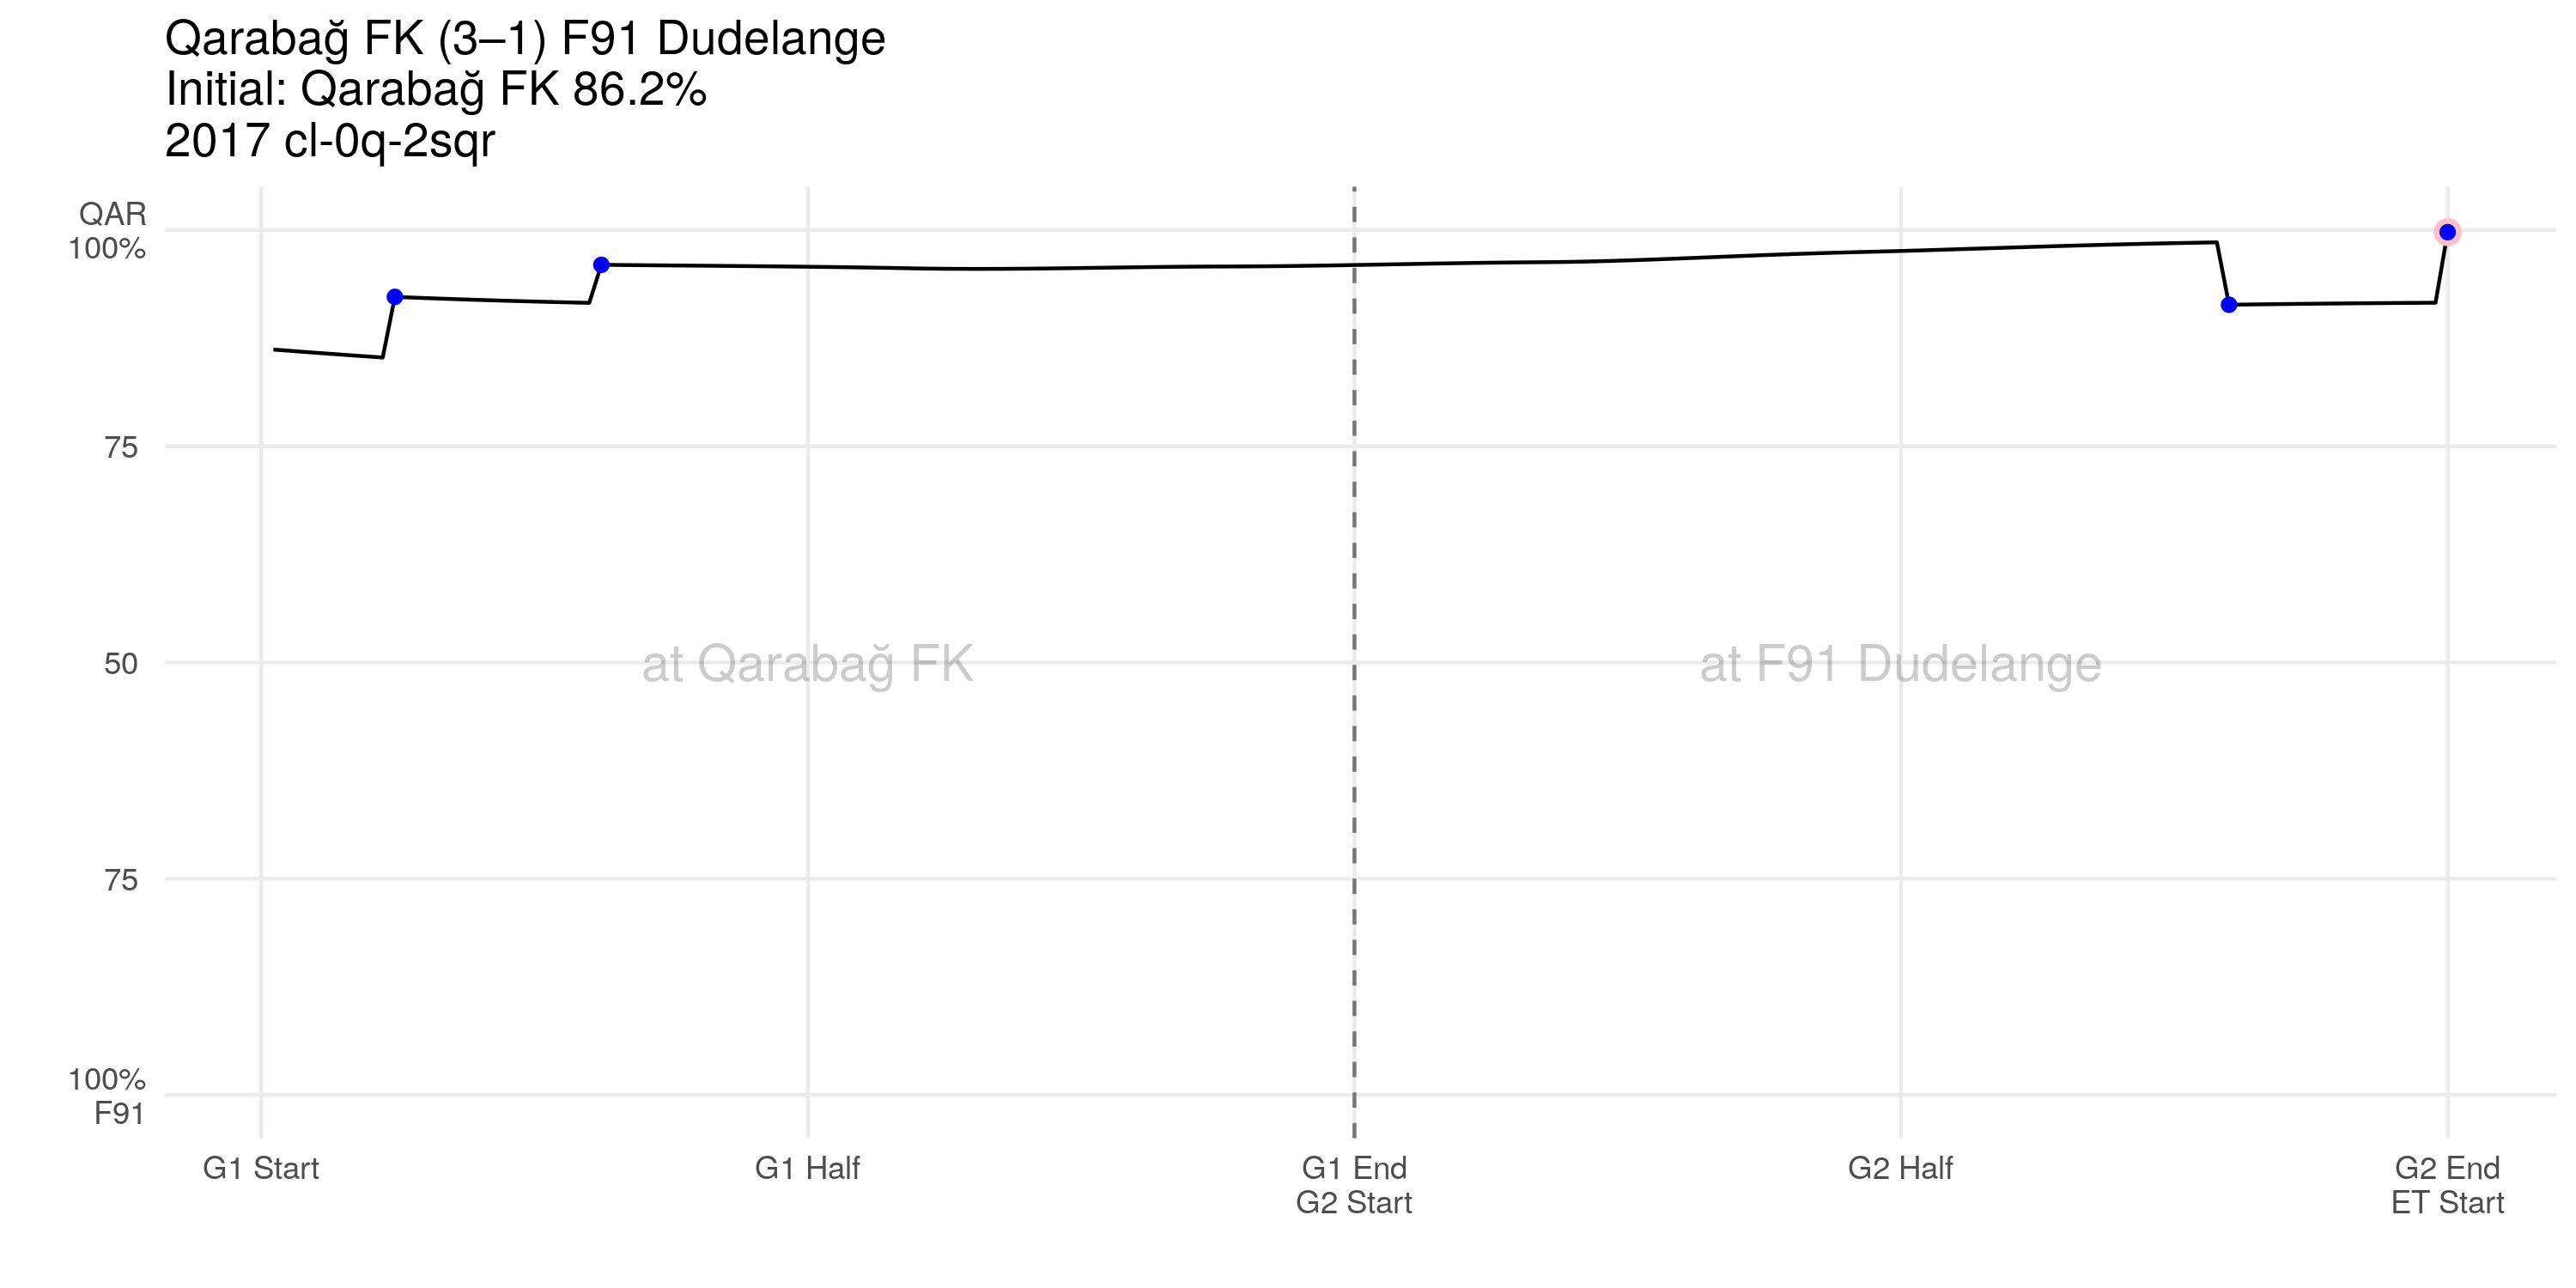 Qarabağ FK (3–1) F91 Dudelange
Initial: Qarabağ FK 86.2%
2017 cl-0q-2sqr
QAR
100%
75
50
75
100%
F91
at Qarabağ FK
at F91 Dudelange
G1 Start
G1 Half
G1 End
G2 Start
G2 Half
G2 End
ET Start